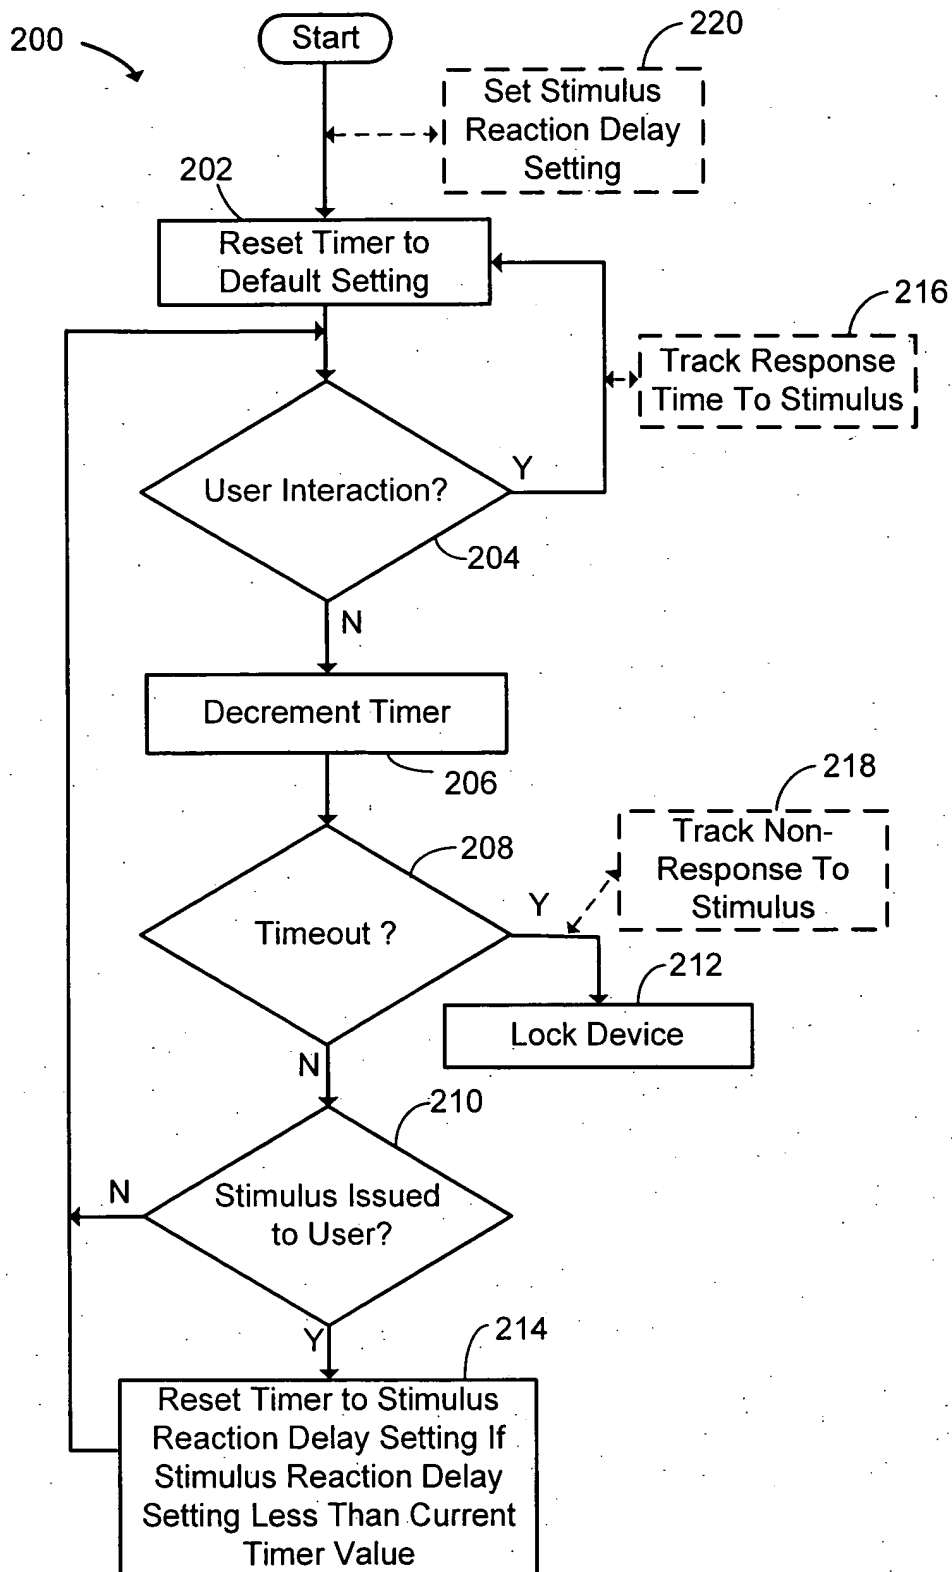 200
Start
220
Set Stimulus
Reaction Delay
Setting
202
Reset Timer to
Default Setting
216
Track Response
Time To Stimulus
Y
User Interaction?
204
N
Decrement Timer
206
218
Track Non-
Response To
Stimulus
208
Y
Timeout ?
212
Lock Device
N
210
N
Stimulus Issued
to User?
Y
214
Reset Timer to Stimulus
Reaction Delay Setting If
Stimulus Reaction Delay
Setting Less Than Current
Timer Value